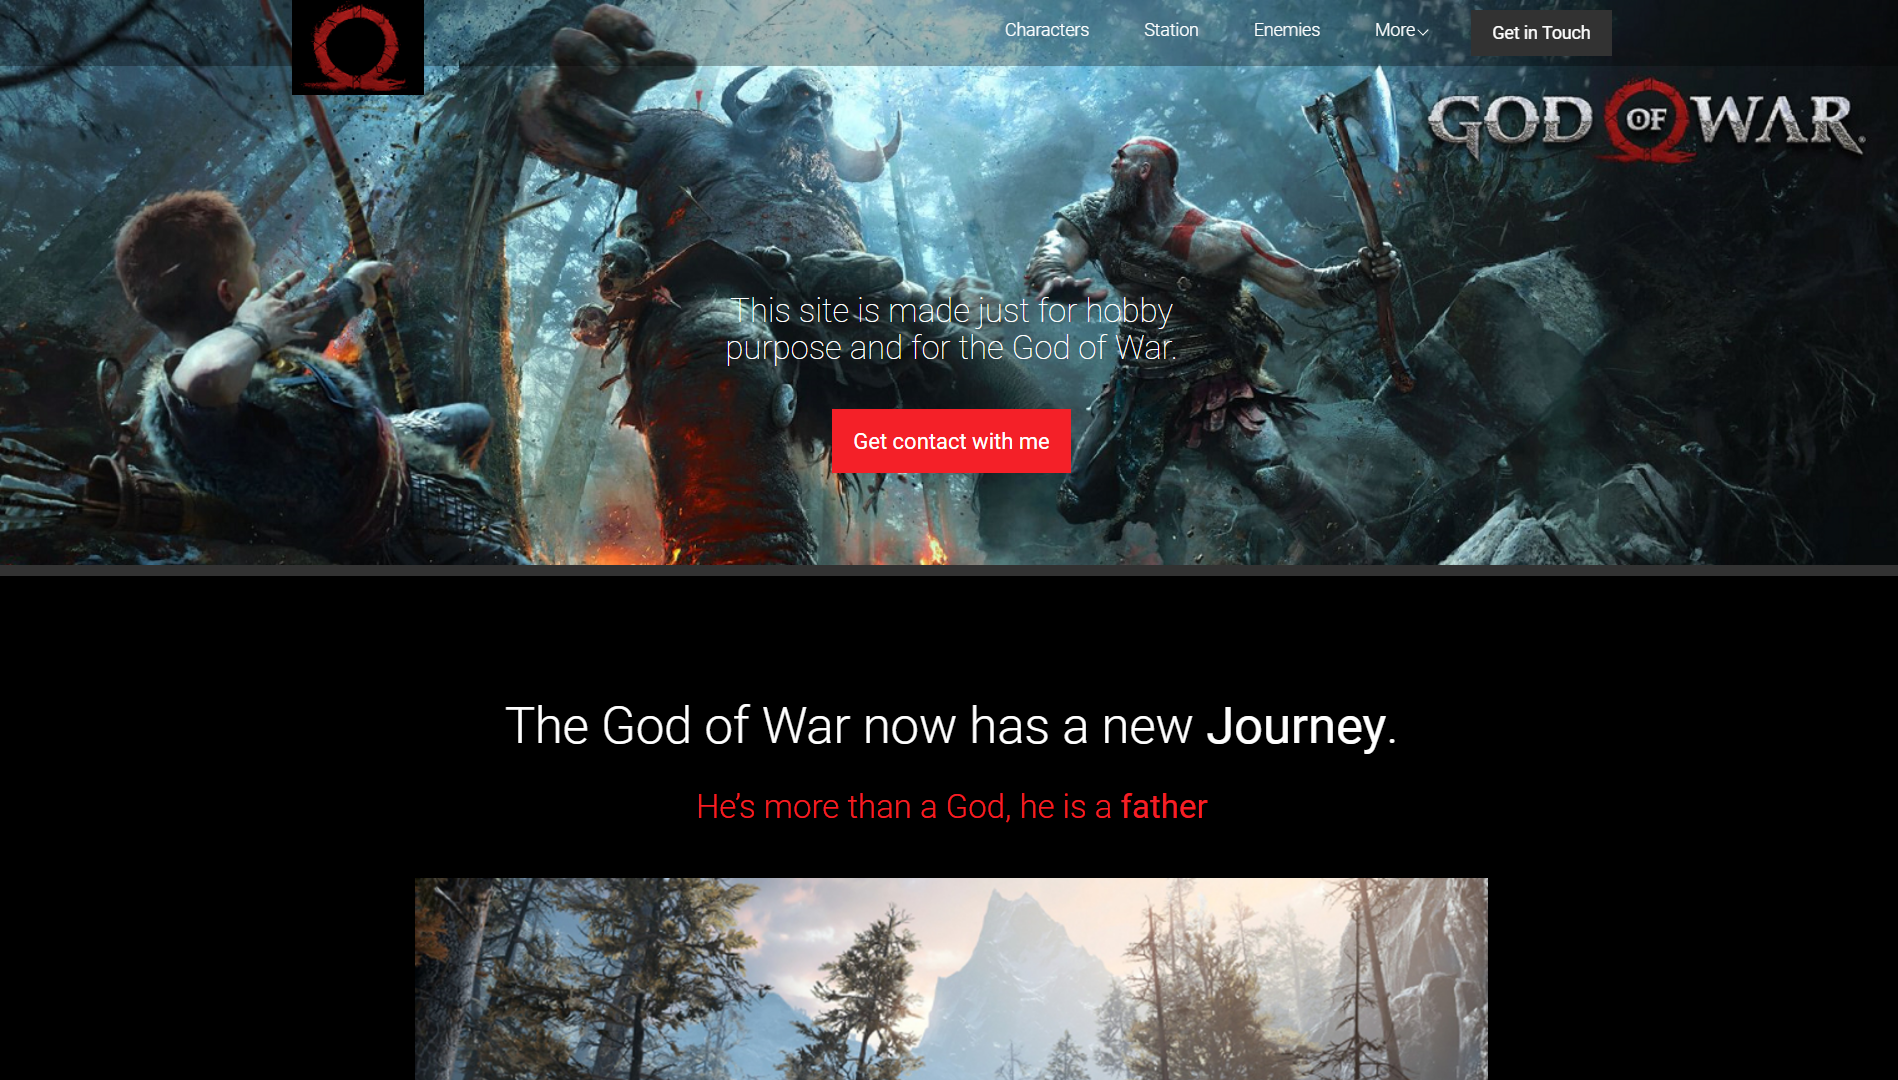 Characters
Station
Enemies
More
Get in Touch
GOD OF WAR
This site is made just for hobby
purpose and for the God of War.
Get contact with me
The God of War now has a new Journey.
He’s more than a God, he is a father